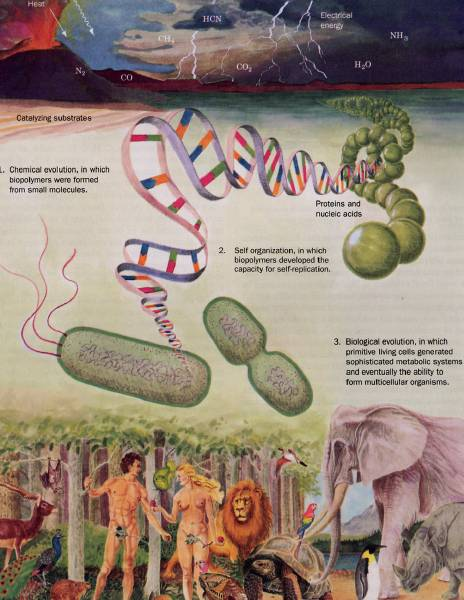 Heat
HCN
Electrical
energy
CH₄
NH₃
N₂
CO
CO₂
H₂O
Catalyzing substrates
1. Chemical evolution, in which
biopolymers were formed
from small molecules.
Proteins and
nucleic acids
2. Self organization, in which
biopolymers developed the
capacity for self-replication.
3. Biological evolution, in which
primitive living cells generated
sophisticated metabolic systems
and eventually the ability to
form multicellular organisms.